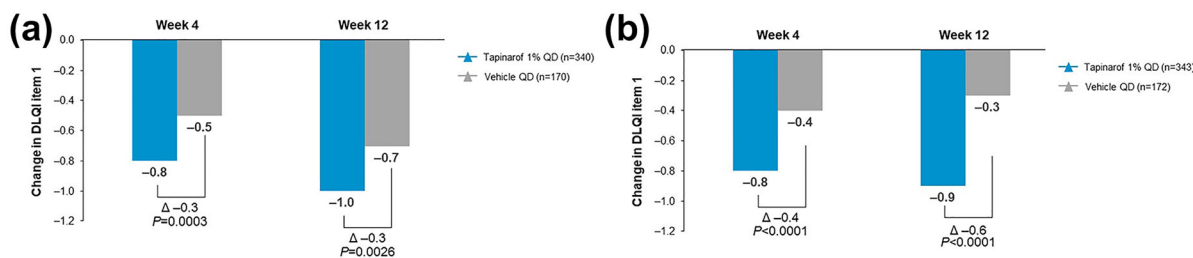 (a)
Week 4
Week 12
Change in DLQI item 1
0.0
–0.2
–0.4
–0.6
–0.8
–1.0
–1.2
–0.8
–0.5
–1.0
–0.7
Δ –0.3
P=0.0003
Δ –0.3
P=0.0026
Tapinarof 1% QD (n=340)
Vehicle QD (n=170)
(b)
Week 4
Week 12
Change in DLQI item 1
0.0
–0.2
–0.4
–0.6
–0.8
–1.0
–1.2
–0.8
–0.4
–0.9
–0.3
Δ –0.4
P<0.0001
Δ –0.6
P<0.0001
Tapinarof 1% QD (n=343)
Vehicle QD (n=172)